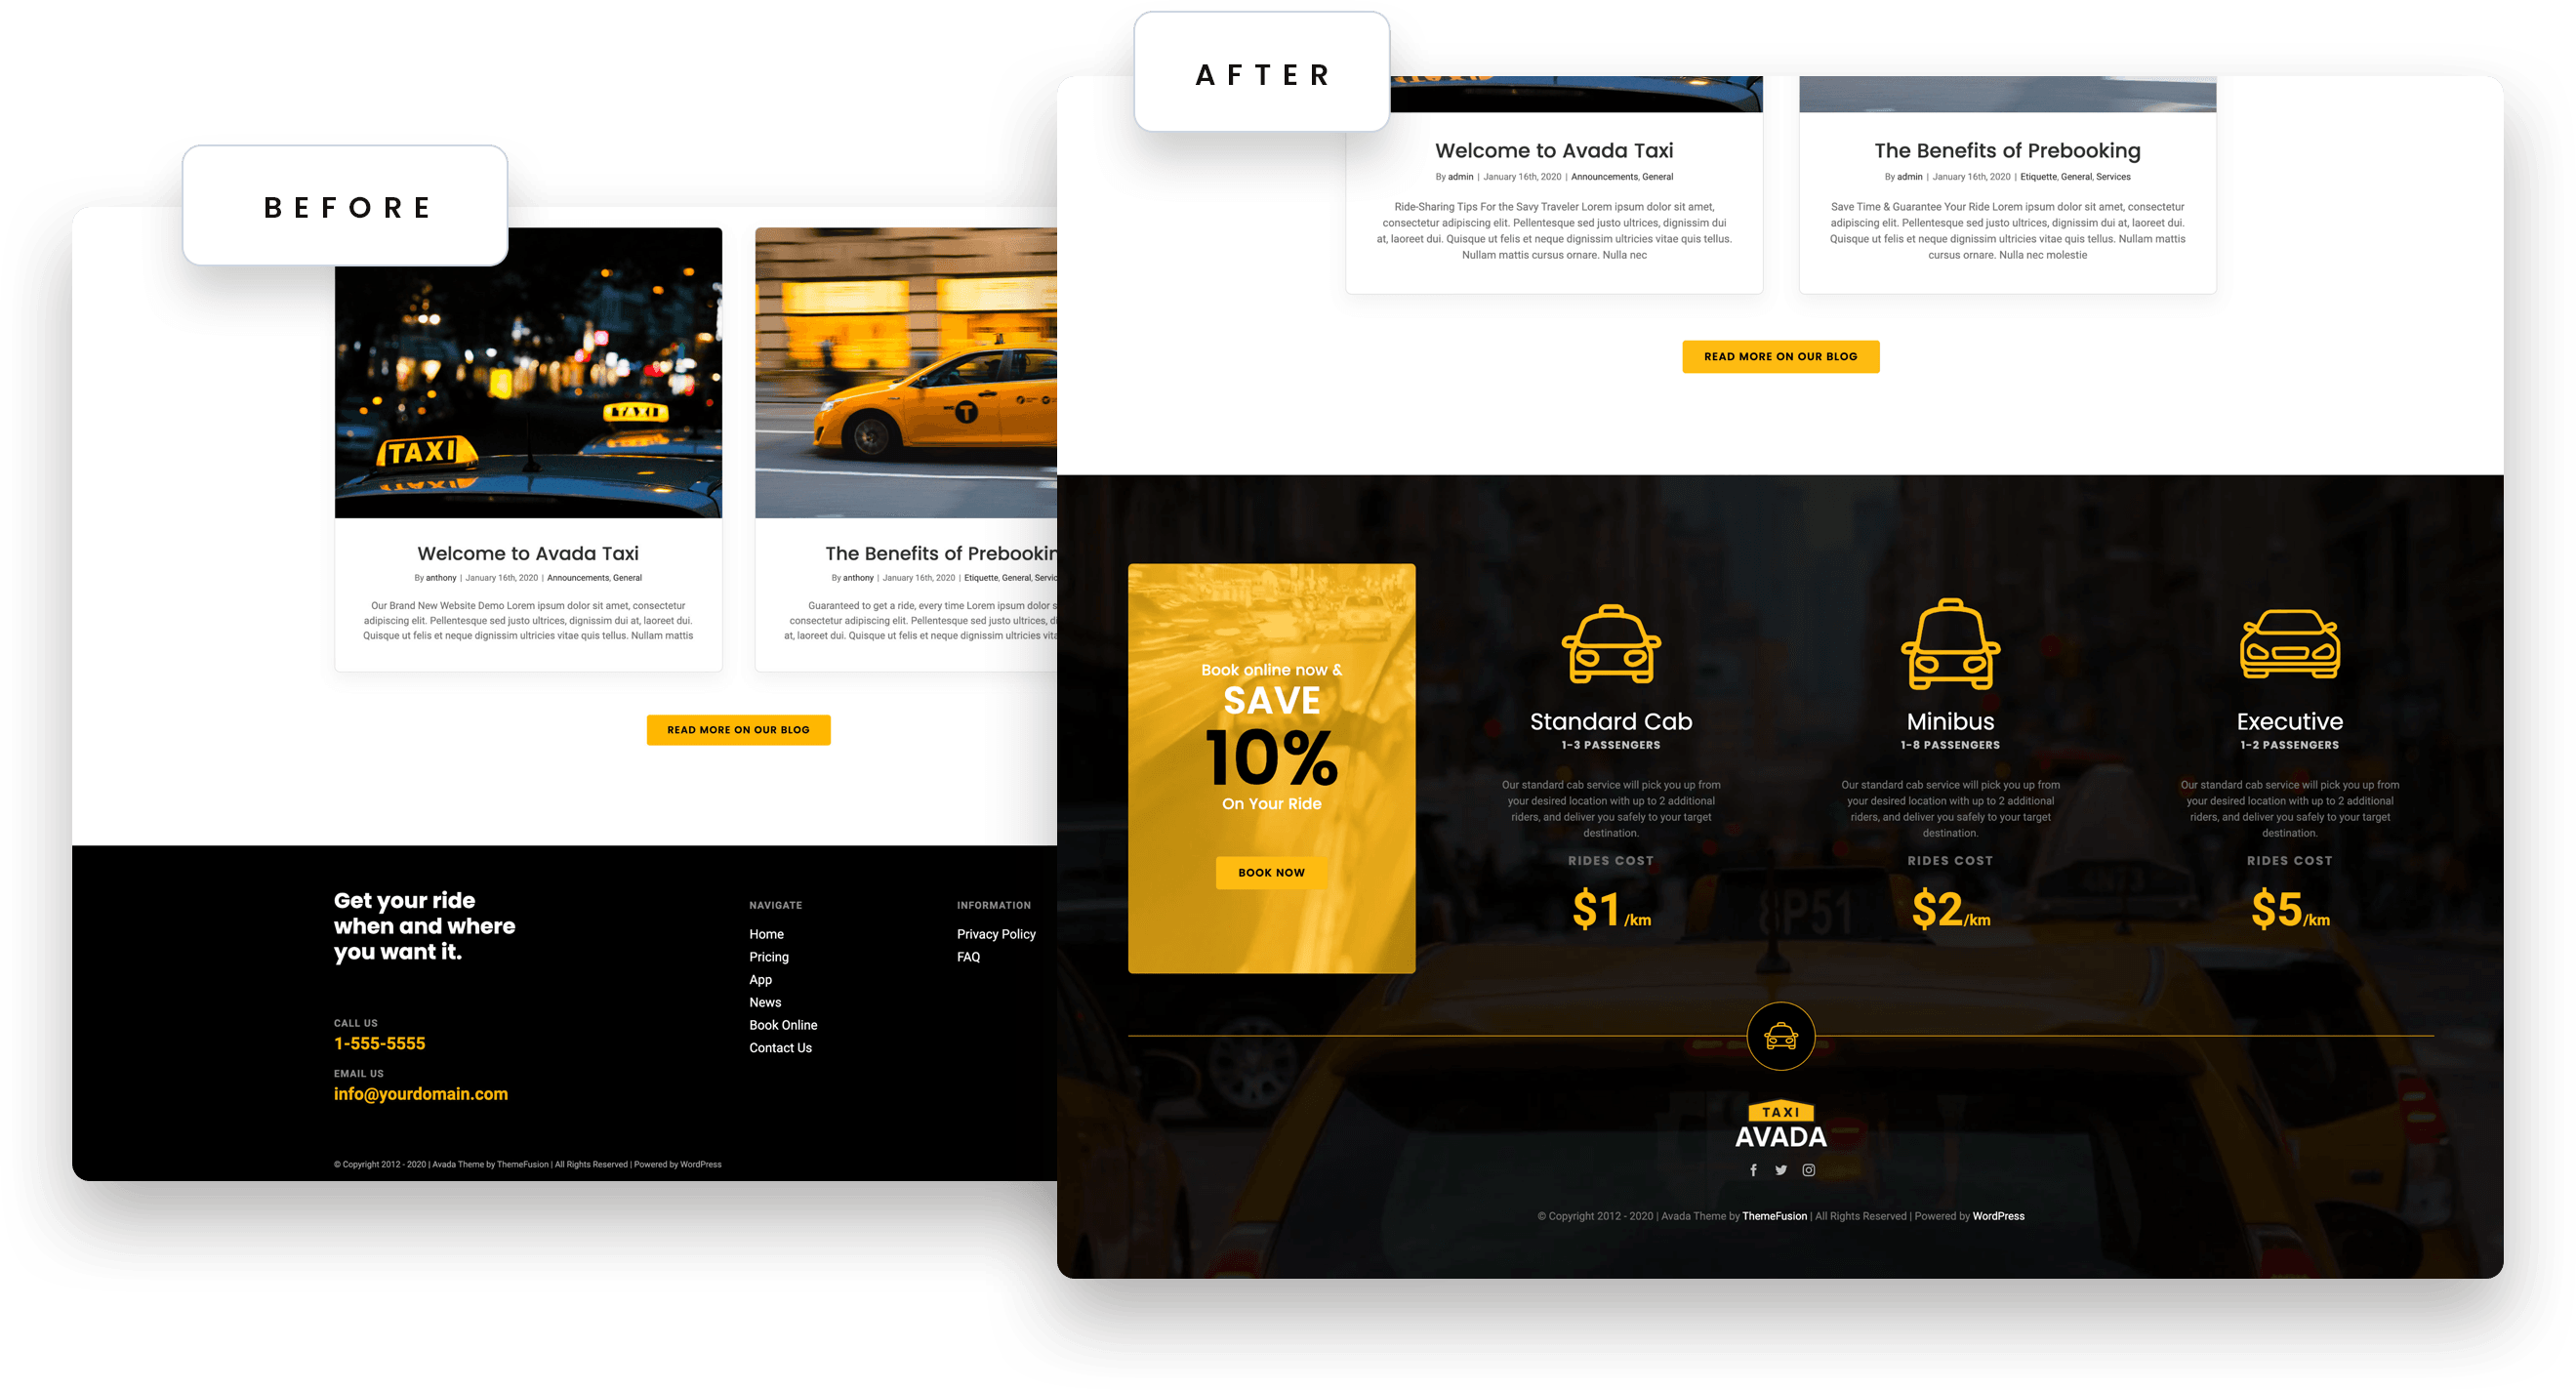 BEFORE
TAXI
TAXI
T
Welcome to Avada Taxi
By anthony | January 16th, 2020 | Announcements, General
Our Brand New Website Demo Lorem ipsum dolor sit amet, consectetur
adipiscing elit. Pellentesque sed justo ultrices, dignissim dui at, laoreet dui.
Quisque ut felis et neque dignissim ultricies vitae quis tellus. Nullam mattis
The Benefits of Prebookin
By anthony | January 16th, 2020 | Etiquette, General, Servic
Guaranteed to get a ride, every time Lorem ipsum dolor s
consectetur adipiscing elit. Pellentesque sed justo ultrices, di
at, laoreet dui. Quisque ut felis et neque dignissim ultricies vita
READ MORE ON OUR BLOG
Get your ride
when and where
you want it.
CALL US
1-555-5555
EMAIL US
info@yourdomain.com
NAVIGATE
Home
Pricing
App
News
Book Online
Contact Us
INFORMATION
Privacy Policy
FAQ
© Copyright 2012 - 2020 | Avada Theme by ThemeFusion | All Rights Reserved | Powered by WordPress
AFTER
Welcome to Avada Taxi
By admin | January 16th, 2020 | Announcements, General
Ride-Sharing Tips For the Savy Traveler Lorem ipsum dolor sit amet,
consectetur adipiscing elit. Pellentesque sed justo ultrices, dignissim dui
at, laoreet dui. Quisque ut felis et neque dignissim ultricies vitae quis tellus.
Nullam mattis cursus ornare. Nulla nec
The Benefits of Prebooking
By admin | January 16th, 2020 | Etiquette, General, Services
Save Time & Guarantee Your Ride Lorem ipsum dolor sit amet, consectetur
adipiscing elit. Pellentesque sed justo ultrices, dignissim dui at, laoreet dui.
Quisque ut felis et neque dignissim ultricies vitae quis tellus. Nullam mattis
cursus ornare. Nulla nec molestie
READ MORE ON OUR BLOG
Book online now &
SAVE
10%
On Your Ride
BOOK NOW
Standard Cab
1-3 PASSENGERS
Our standard cab service will pick you up from
your desired location with up to 2 additional
riders, and deliver you safely to your target
destination.
RIDES COST
$1/km
Minibus
1-8 PASSENGERS
Our standard cab service will pick you up from
your desired location with up to 2 additional
riders, and deliver you safely to your target
destination.
RIDES COST
$2/km
Executive
1-2 PASSENGERS
Our standard cab service will pick you up from
your desired location with up to 2 additional
riders, and deliver you safely to your target
destination.
RIDES COST
$5/km
8P51
TAXI
AVADA
© Copyright 2012 - 2020 | Avada Theme by ThemeFusion | All Rights Reserved | Powered by WordPress